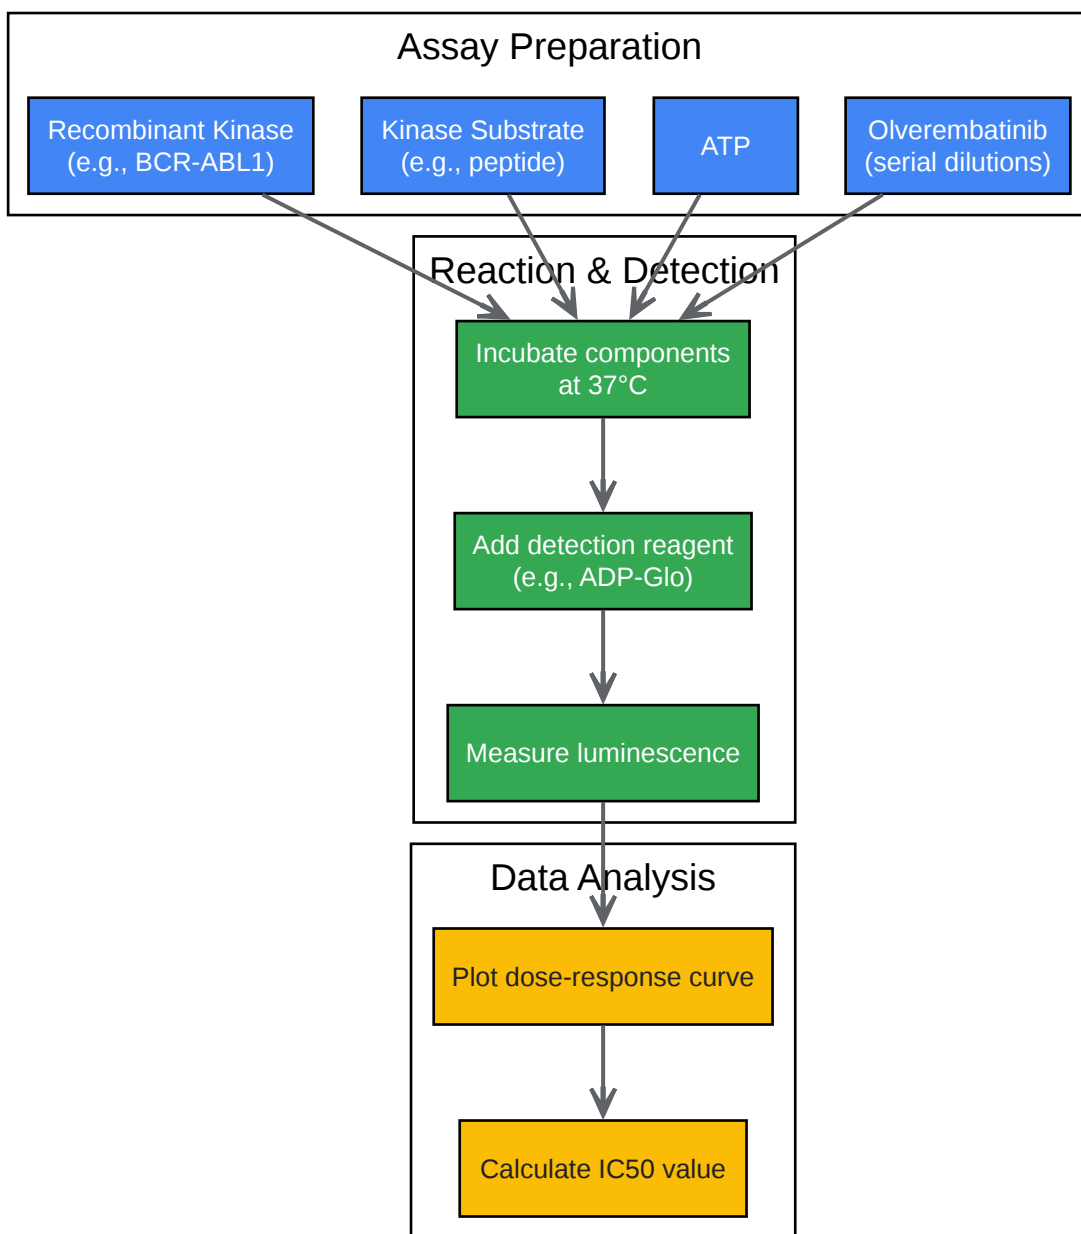 Assay Preparation
Recombinant Kinase
(e.g., BCR-ABL1)
Kinase Substrate
(e.g., peptide)
ATP
Olverembatinib
(serial dilutions)
Reaction & Detection
Incubate components
at 37°C
Add detection reagent
(e.g., ADP-Glo)
Measure luminescence
Data Analysis
Plot dose-response curve
Calculate IC50 value